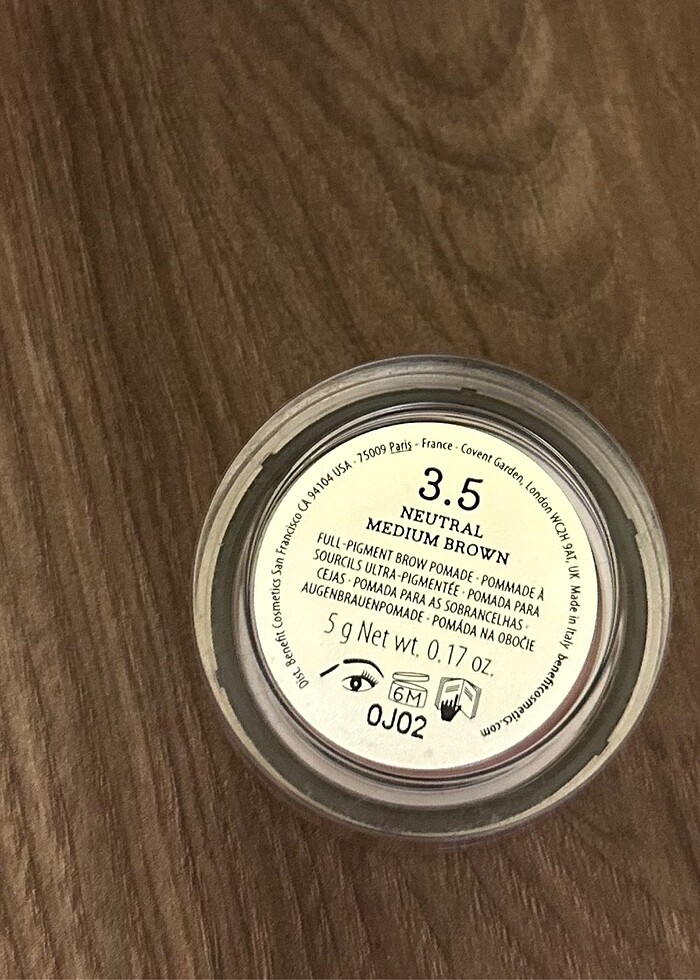 Dist. Benefit Cosmetics San Francisco CA 94104 USA · 75009 Paris - France · Covent Garden, London WC2H 9AT, UK Made in Italy benefitcosmetics.com
3.5
NEUTRAL
MEDIUM BROWN
FULL-PIGMENT BROW POMADE · POMMADE À
SOURCILS ULTRA-PIGMENTÉE · POMADA PARA
CEJAS · POMADA PARA AS SOBRANCELHAS ·
AUGENBRAUENPOMADE · POMÁDA NA OBOČIE
5 g Net wt. 0.17 oz.
6M
0J02